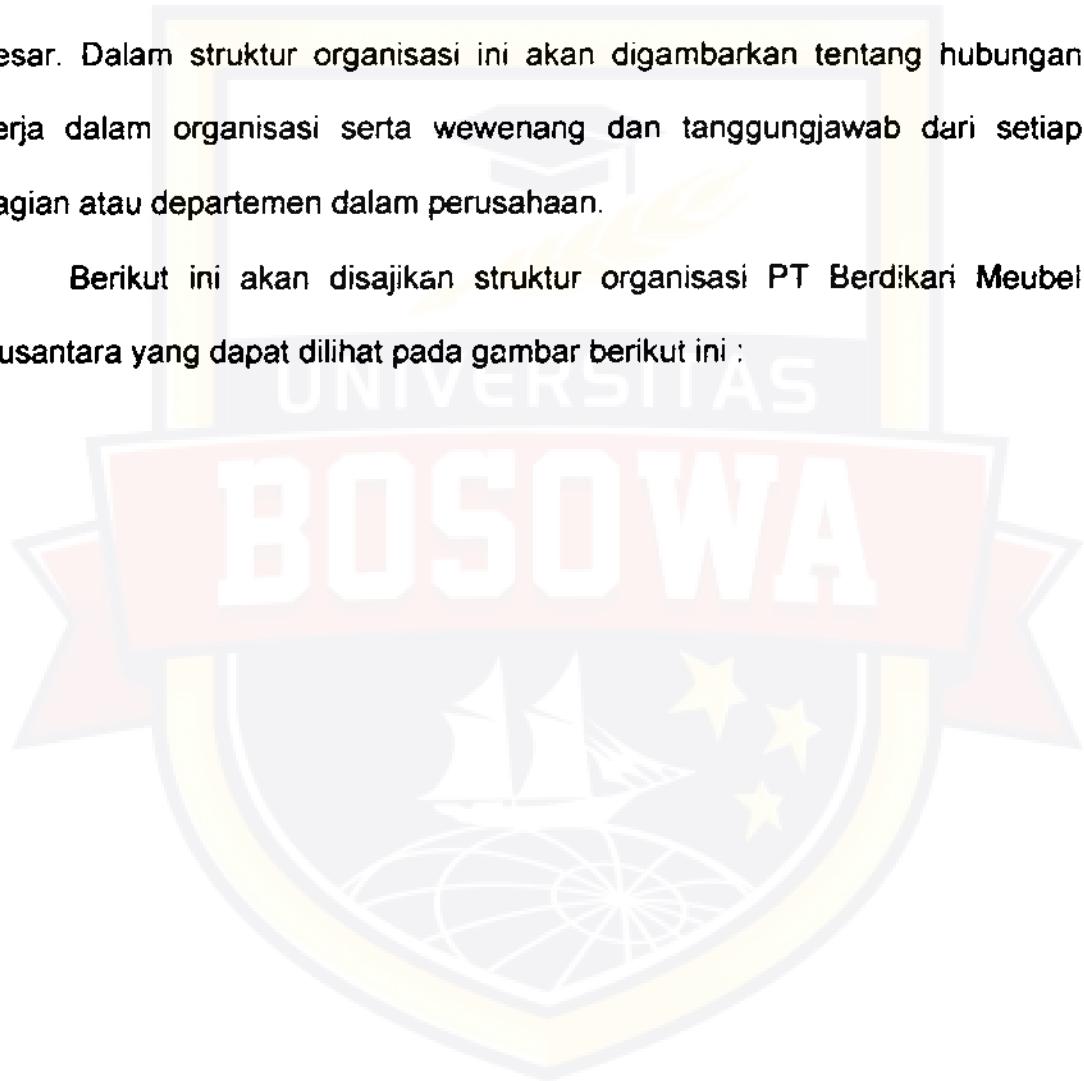 esar. Dalam struktur organisasi ini akan digambarkan tentang hubungan
erja dalam organisasi serta wewenang dan tanggungjawab dari setiap
agian atau departemen dalam perusahaan.
Berikut ini akan disajikan struktur organisasi PT Berdikari Meubel
usantara yang dapat dilihat pada gambar berikut ini :
UNIVERSITAS
BOSOWA